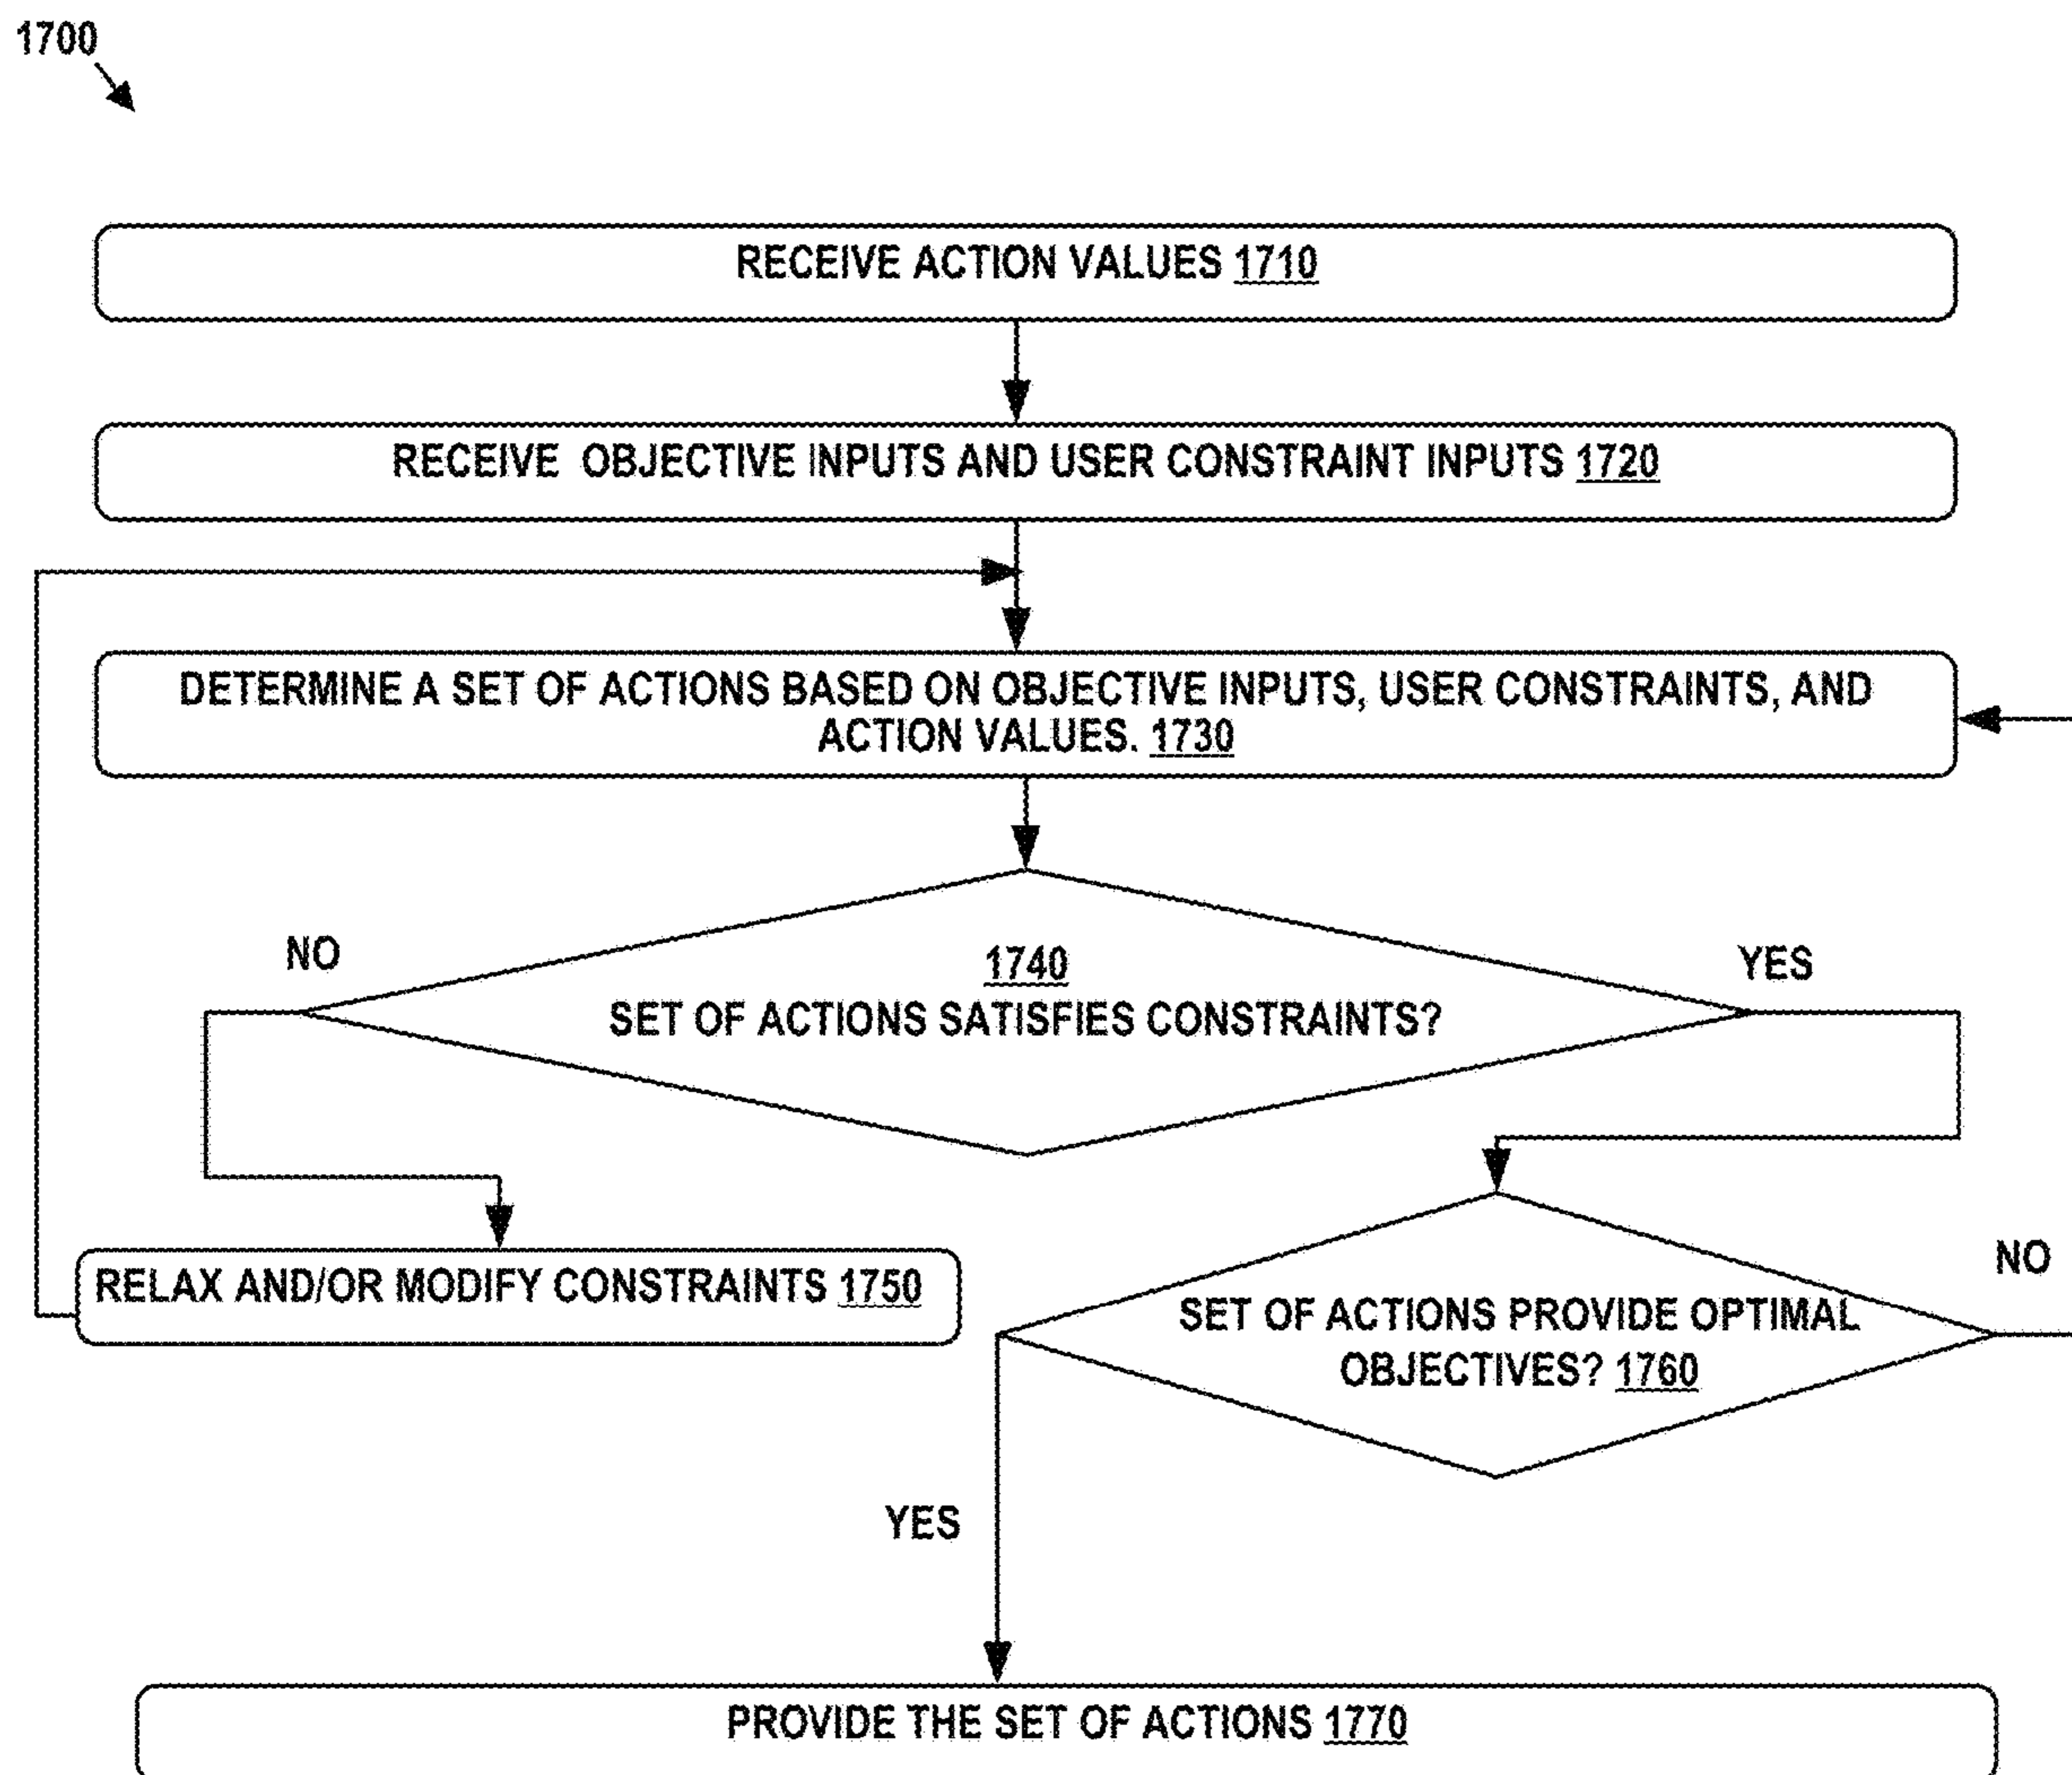 1700
RECEIVE ACTION VALUES 1710
RECEIVE OBJECTIVE INPUTS AND USER CONSTRAINT INPUTS 1720
DETERMINE A SET OF ACTIONS BASED ON OBJECTIVE INPUTS, USER CONSTRAINTS, AND
ACTION VALUES. 1730
NO
YES
1740
SET OF ACTIONS SATISFIES CONSTRAINTS?
RELAX AND/OR MODIFY CONSTRAINTS 1750
NO
SET OF ACTIONS PROVIDE OPTIMAL
OBJECTIVES? 1760
YES
PROVIDE THE SET OF ACTIONS 1770